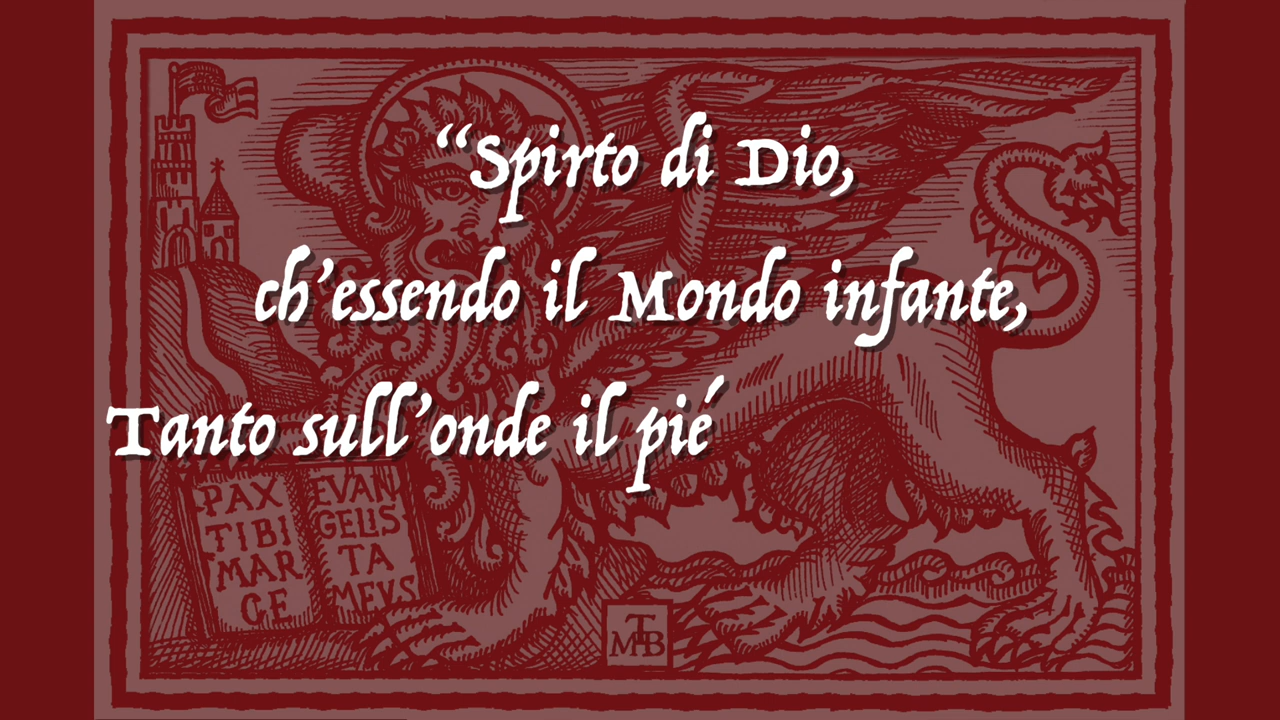 “Spirto di Dio,
ch’essendo il Mondo infante,
Tanto sull’onde il pié
PAX
TIBI
MAR
CE
EVAN
GELIS
TA
MEVS
MTB